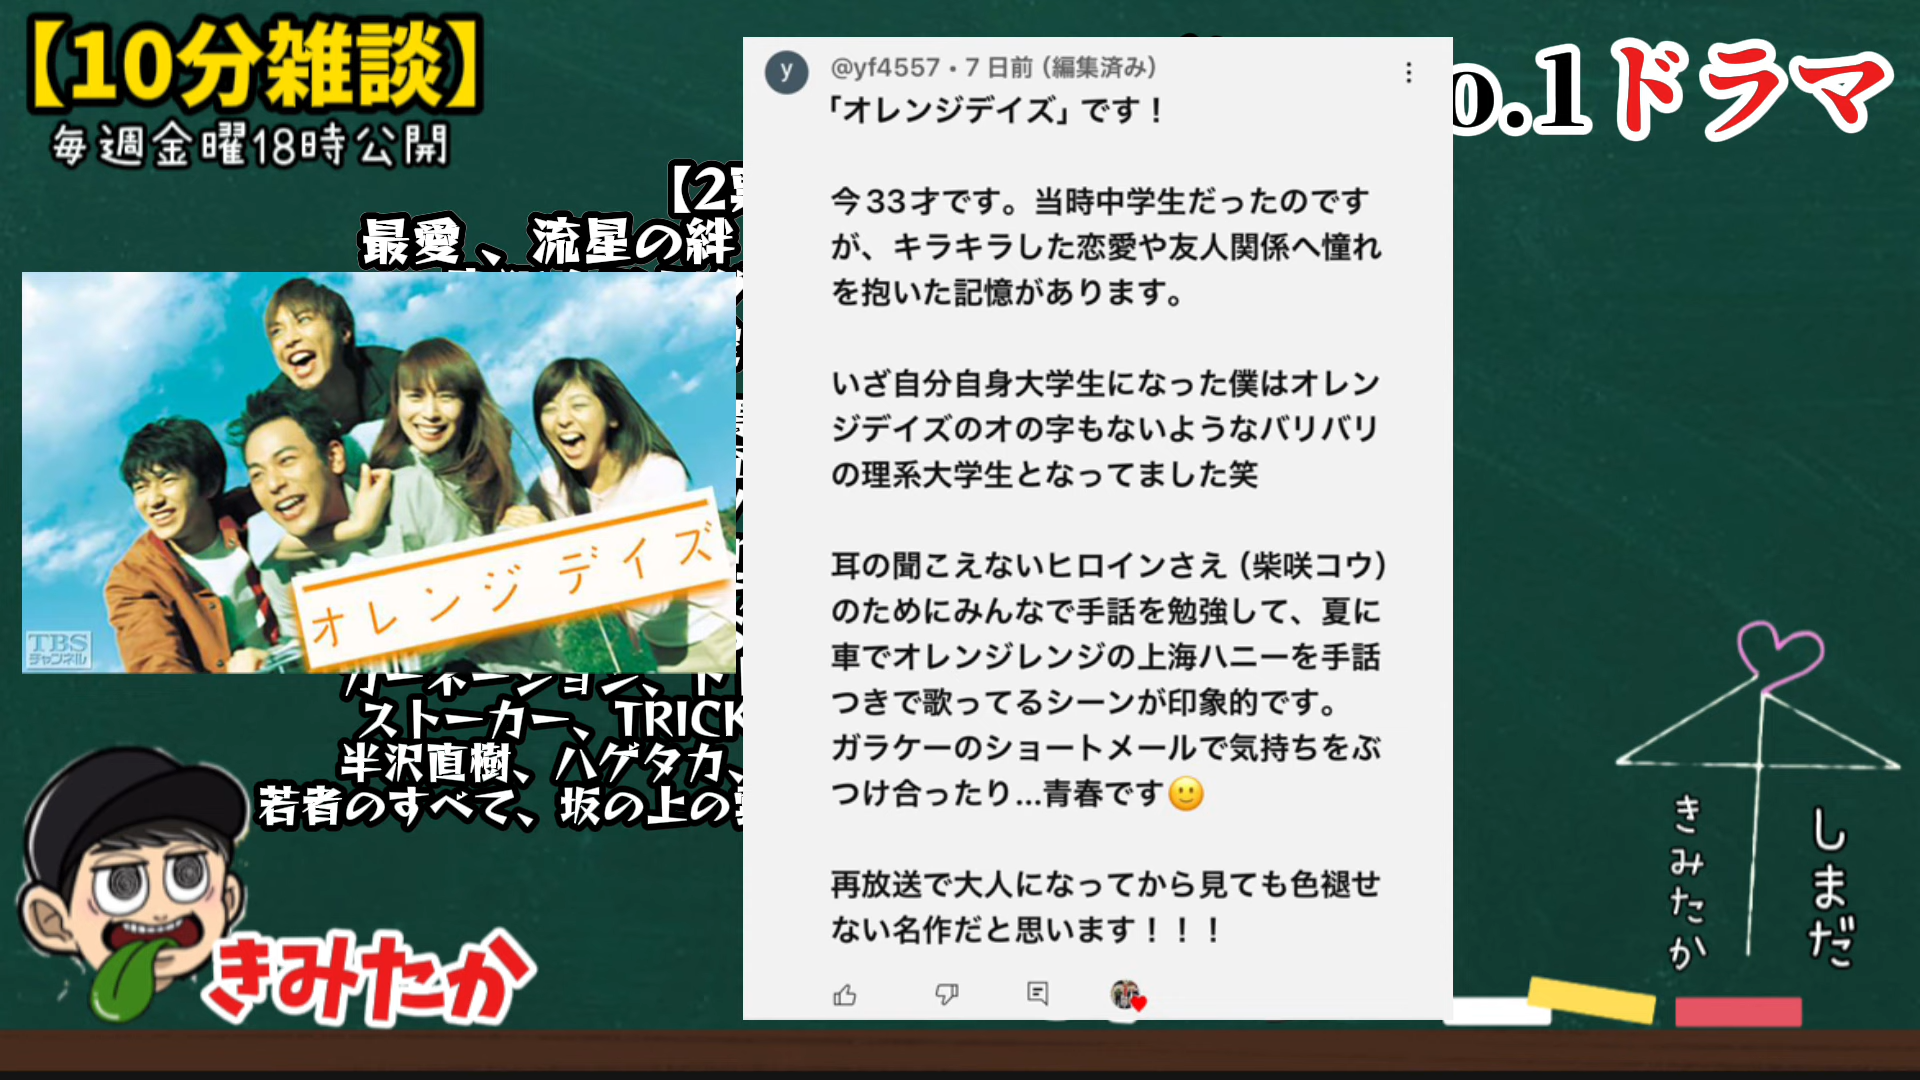 【10分雑談】
毎週金曜18時公開
o.1ドラマ
【2
最愛、流星の絆
オレンジデイズ
TBS
チャンネル
カーネーション、ト
ストーカー、TRICK
半沢直樹、ハゲタカ、
若者のすべて、坂の上の
きみたか
y
@yf4557・7 日前(編集済み)
「オレンジデイズ」です！
今33才です。当時中学生だったのです
が、キラキラした恋愛や友人関係へ憧れ
を抱いた記憶があります。
いざ自分自身大学生になった僕はオレン
ジデイズのオの字もないようなバリバリ
の理系大学生となってました笑
耳の聞こえないヒロインさえ（柴咲コウ）
のためにみんなで手話を勉強して、夏に
車でオレンジレンジの上海ハニーを手話
つきで歌ってるシーンが印象的です。
ガラケーのショートメールで気持ちをぶ
つけ合ったり...青春です🙂
再放送で大人になってから見ても色褪せ
ない名作だと思います！！！
きみたか
しまだ